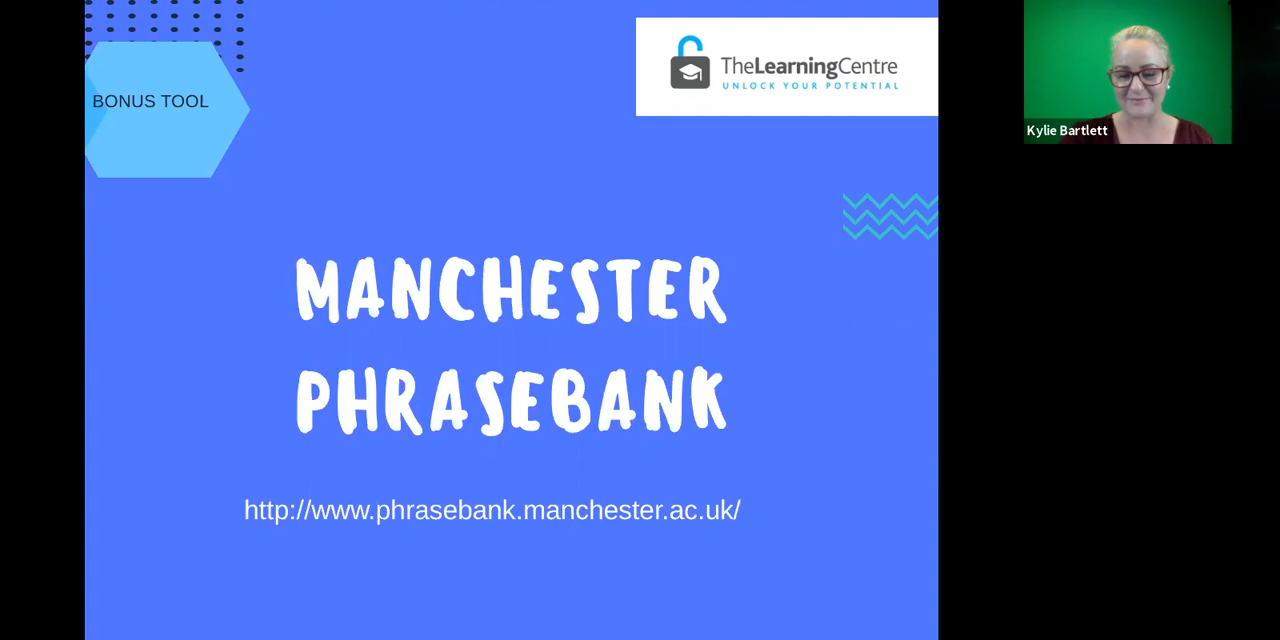 BONUS TOOL
TheLearningCentre
UNLOCK YOUR POTENTIAL
Kylie Bartlett
MANCHESTER
PHRASEBANK
http://www.phrasebank.manchester.ac.uk/